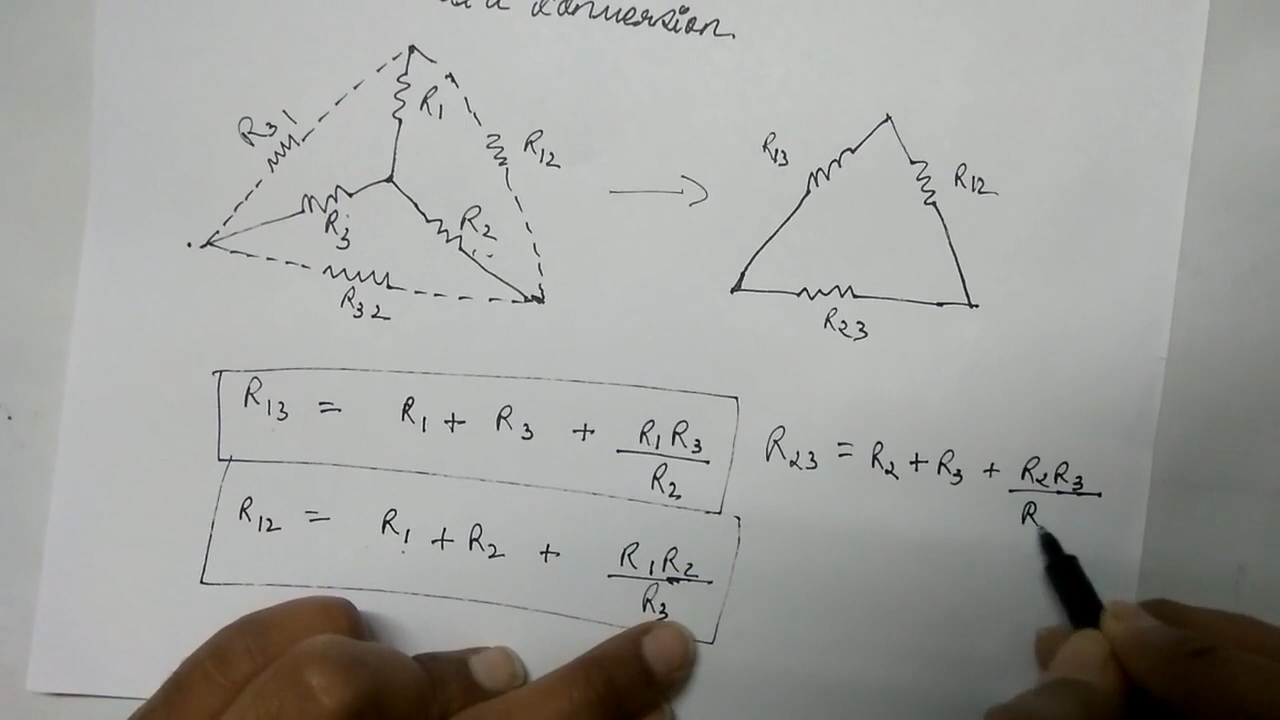 conversion.
R31
R1
R12
R3
R2
R32
R13
R12
R23
R13 = R1 + R3 + R1R3/R2
R12 = R1 + R2 + R1R2/R3
R23 = R2 + R3 + R2R3/R